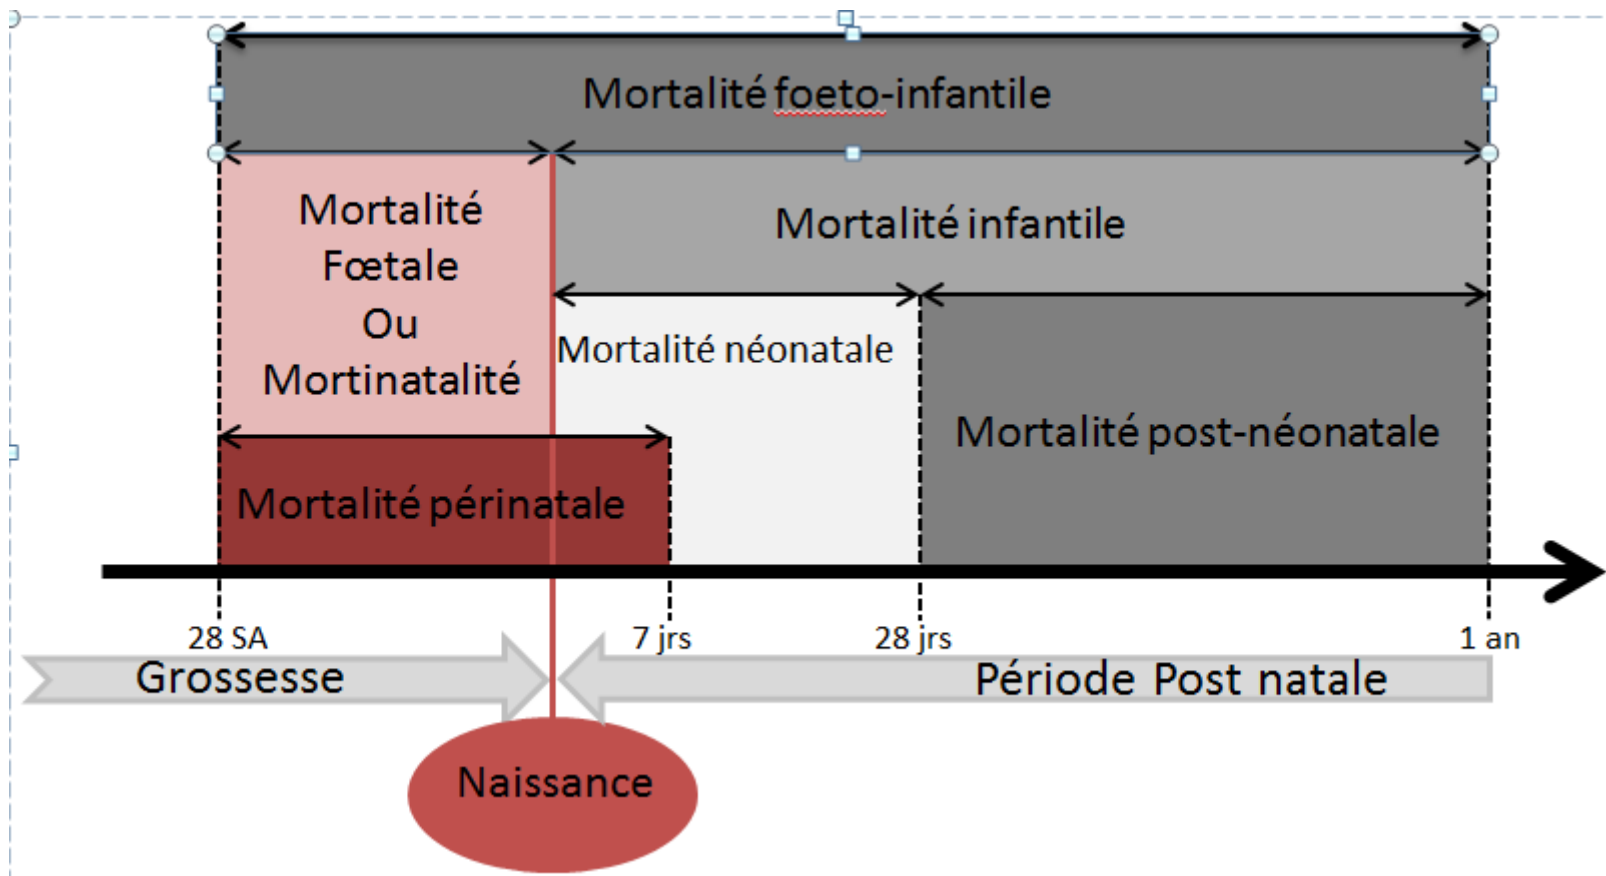 Mortalité foeto-infantile
Mortalité
Fœtale
Ou
Mortinatalité
Mortalité infantile
Mortalité néonatale
Mortalité post-néonatale
Mortalité périnatale
28 SA
7 jrs
28 jrs
1 an
Grossesse
Période Post natale
Naissance